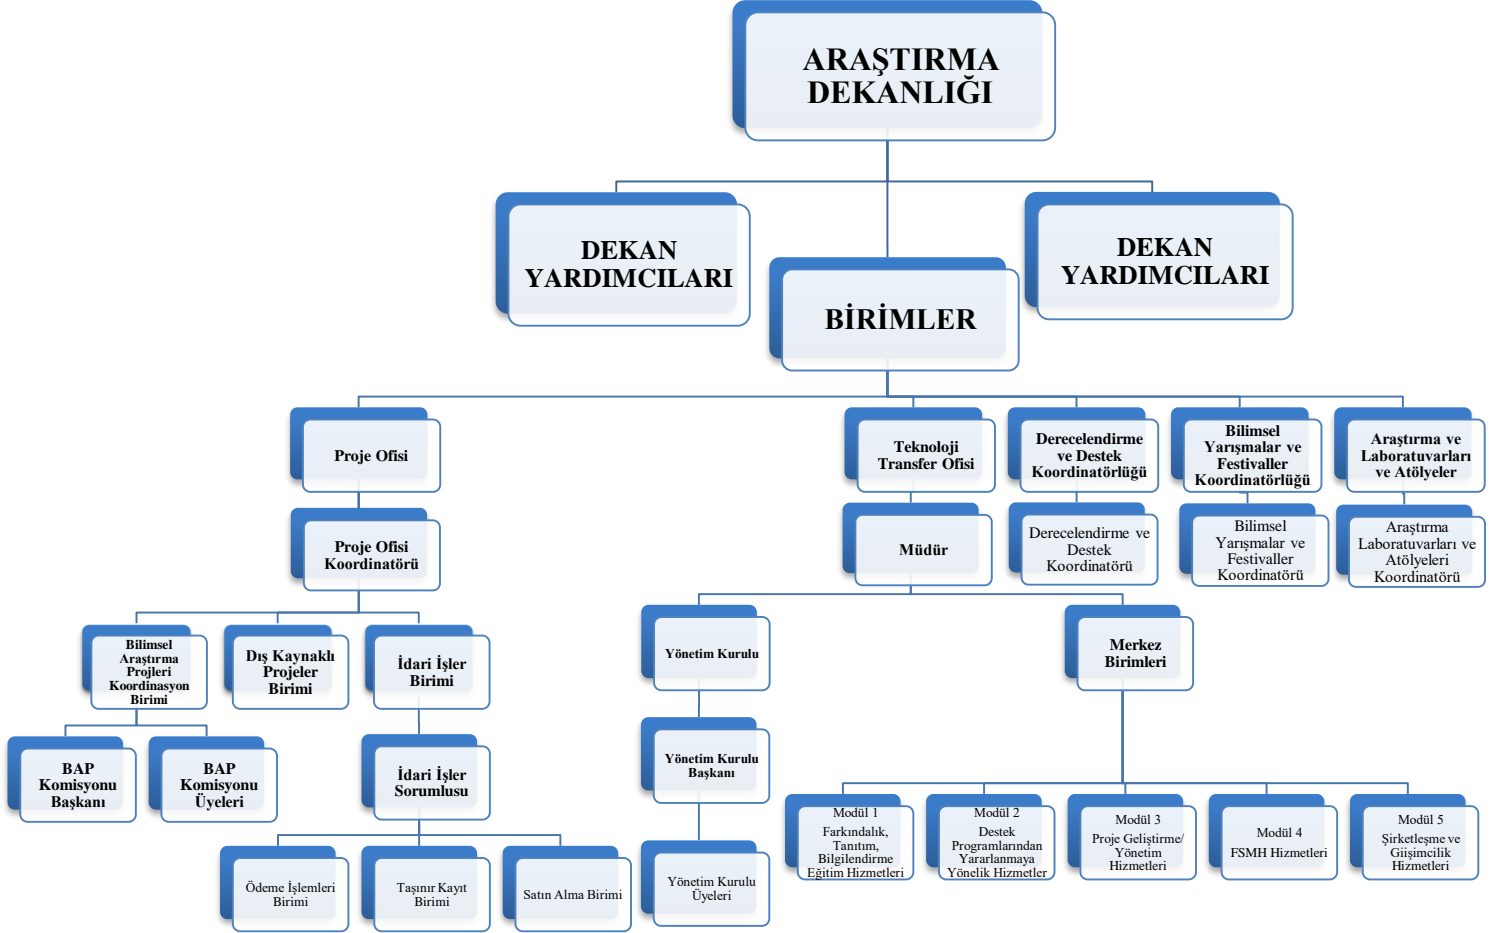 ARAŞTIRMA
DEKANLIĞI
DEKAN
YARDIMCILARI
DEKAN
YARDIMCILARI
BİRİMLER
Proje Ofisi
Teknoloji
Transfer Ofisi
Derecelendirme
ve Destek
Koordinatörlüğü
Bilimsel
Yarışmalar ve
Festivaller
Koordinatörlüğü
Araştırma ve
Laboratuvarları
ve Atölyeler
Proje Ofisi
Koordinatörü
Müdür
Derecelendirme ve
Destek
Koordinatörü
Bilimsel
Yarışmalar ve
Festivaller
Koordinatörü
Araştırma
Laboratuvarları ve
Atölyeleri
Koordinatörü
Bilimsel
Araştırma
Projleri
Koordinasyon
Birimi
Dış Kaynaklı
Projeler
Birimi
İdari İşler
Birimi
Yönetim Kurulu
Merkez
Birimleri
BAP
Komisyonu
Başkanı
BAP
Komisyonu
Üyeleri
İdari İşler
Sorumlusu
Yönetim Kurulu
Başkanı
Modül 1
Farkındalık,
Tanıtım,
Bilgilendirme
Eğitim Hizmetleri
Modül 2
Destek
Programlarından
Yararlanmaya
Yönelik Hizmetler
Modül 3
Proje Geliştirme/
Yönetim
Hizmetleri
Modül 4
FSMH Hizmetleri
Modül 5
Şirketleşme ve
Giişimcilik
Hizmetleri
Ödeme İşlemleri
Birimi
Taşınır Kayıt
Birimi
Satın Alma Birimi
Yönetim Kurulu
Üyeleri